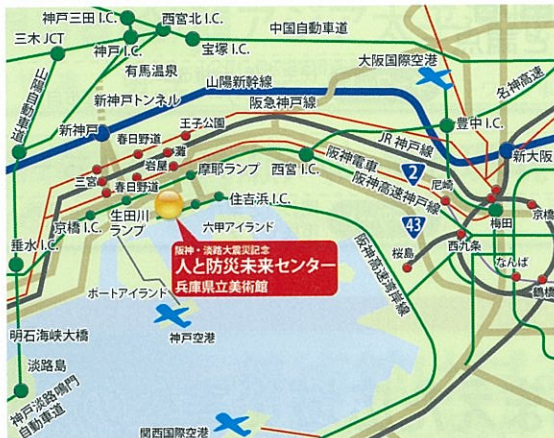 神戸三田 I.C.
西宮北 I.C.
三木 JCT
神戸 I.C.
宝塚 I.C.
中国自動車道
有馬温泉
大阪国際空港
名神高速
山陽自動車道
新神戸トンネル
山陽新幹線
阪急神戸線
新神戸
王子公園
春日野道
灘
岩屋
JR 神戸線
豊中 I.C.
新大阪
三宮
春日野道
摩耶ランプ
西宮 I.C.
阪神電車
2
阪神高速神戸線
尼崎
京橋 I.C.
生田川
ランプ
住吉浜 I.C.
六甲アイランド
43
梅田
京橋
垂水 I.C.
阪神・淡路大震災記念
人と防災未来センター
兵庫県立美術館
阪神高速湾岸線
桜島
西九条
なんば
鶴橋
ポートアイランド
神戸空港
明石海峡大橋
淡路島
神戸淡路鳴門
自動車道
関西国際空港